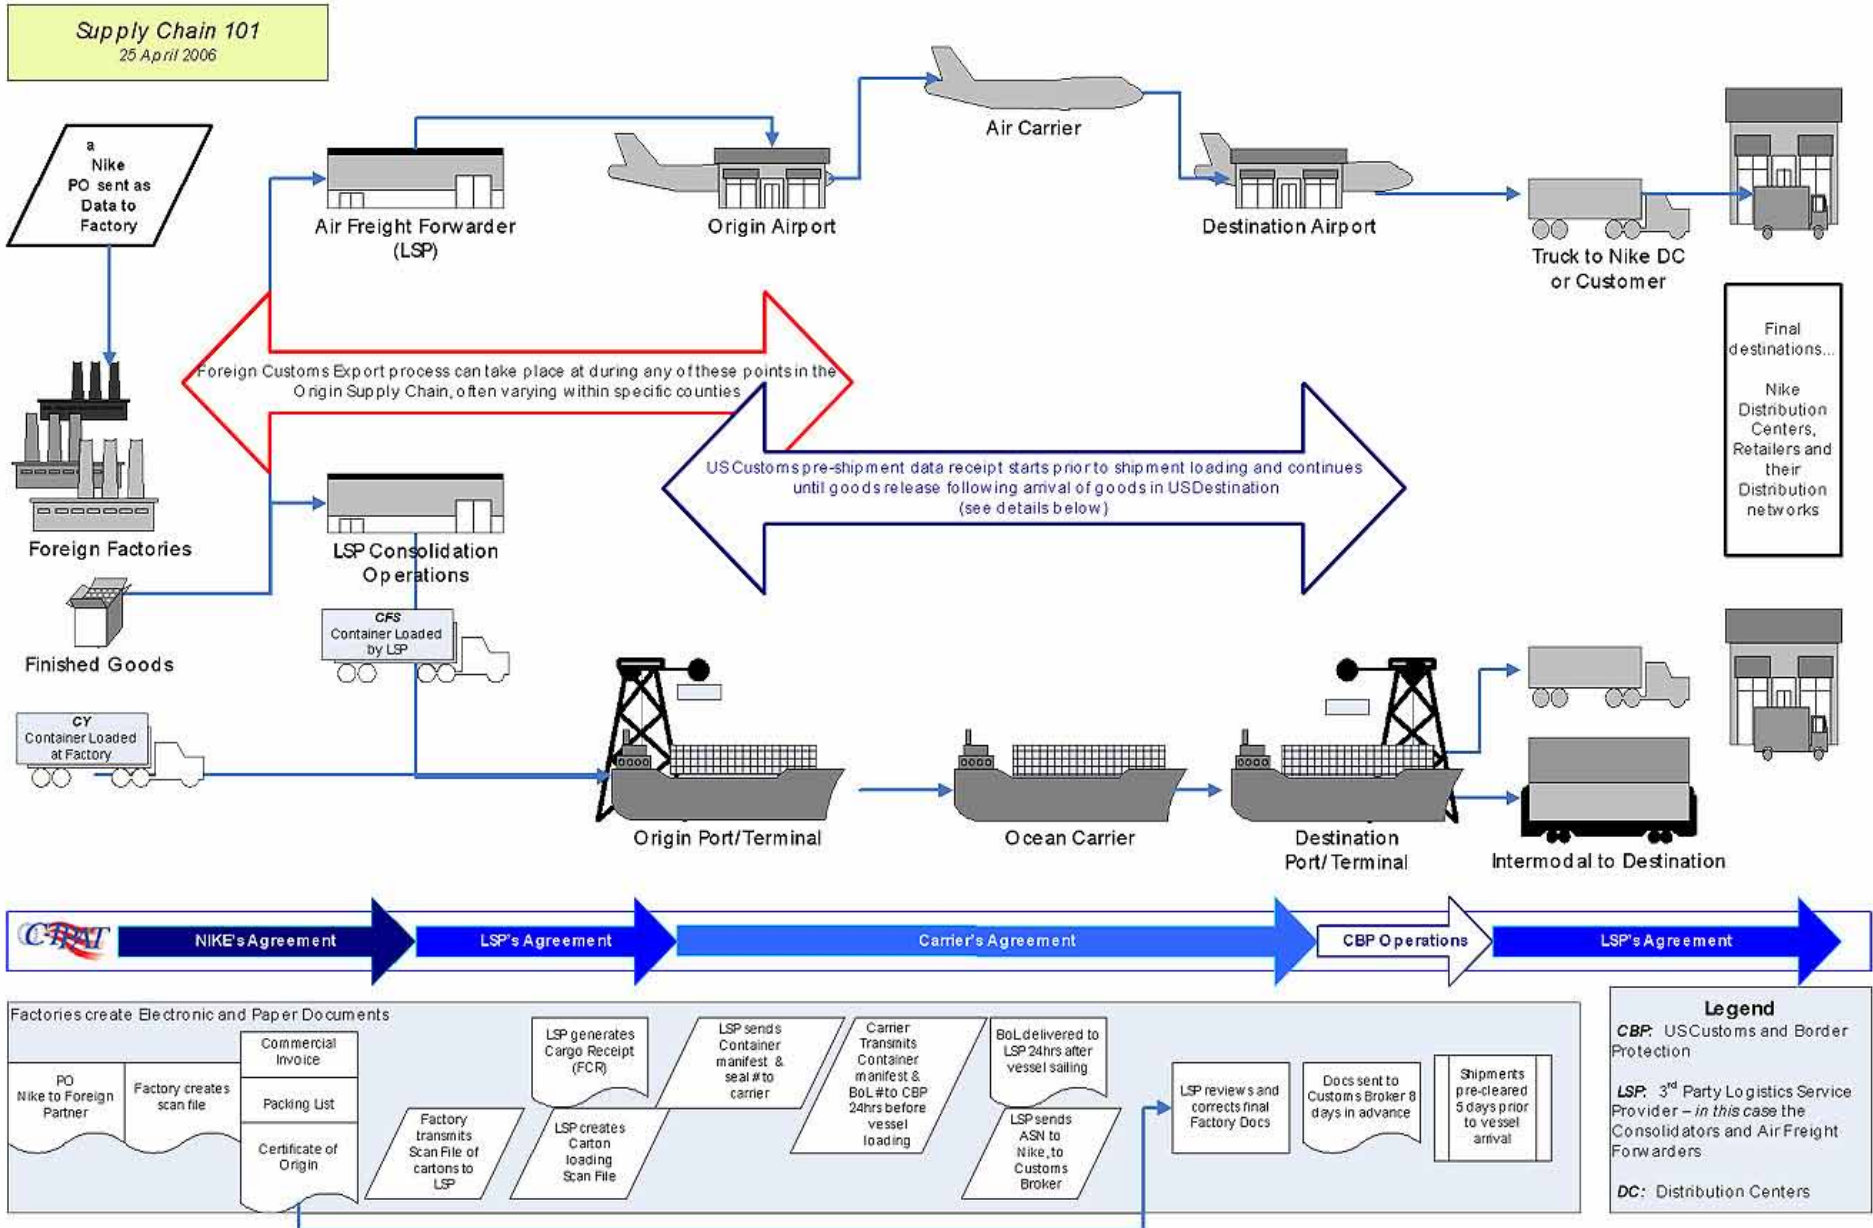 Supply Chain 101
25 April 2006
a
Nike
PO sent as
Data to
Factory
Air Freight Forwarder
(LSP)
Origin Airport
Air Carrier
Destination Airport
Truck to Nike DC
or Customer
Foreign Customs Export process can take place at during any of these points in the
Origin Supply Chain, often varying within specific counties
US Customs pre-shipment data receipt starts prior to shipment loading and continues
until goods release following arrival of goods in US Destination
(see details below)
Final
destinations...
Nike
Distribution
Centers,
Retailers and
their
Distribution
networks
Foreign Factories
LSP Consolidation
Operations
Finished Goods
CFS
Container Loaded
by LSP
CY
Container Loaded
at Factory
Origin Port/Terminal
Ocean Carrier
Destination
Port/Terminal
Intermodal to Destination
C-TPAT
NIKE's Agreement
LSP's Agreement
Carrier's Agreement
CBP Operations
LSP's Agreement
Factories create Electronic and Paper Documents
PO
Nike to Foreign
Partner
Factory creates
scan file
Commercial
Invoice
Packing List
Certificate of
Origin
Factory
transmits
Scan File of
cartons to
LSP
LSP generates
Cargo Receipt
(FCR)
LSP creates
Carton
loading
Scan File
LSP sends
Container
manifest &
seal # to
carrier
Carrier
Transmits
Container
manifest &
BoL # to CBP
24hrs before
vessel
loading
BoL delivered to
LSP 24hrs after
vessel sailing
LSP sends
ASN to
Nike, to
Customs
Broker
LSP reviews and
corrects final
Factory Docs
Docs sent to
Customs Broker 8
days in advance
Shipments
pre-cleared
5 days prior
to vessel
arrival
Legend
CBP: US Customs and Border
Protection
LSP: 3rd Party Logistics Service
Provider – in this case the
Consolidators and Air Freight
Forwarders
DC: Distribution Centers